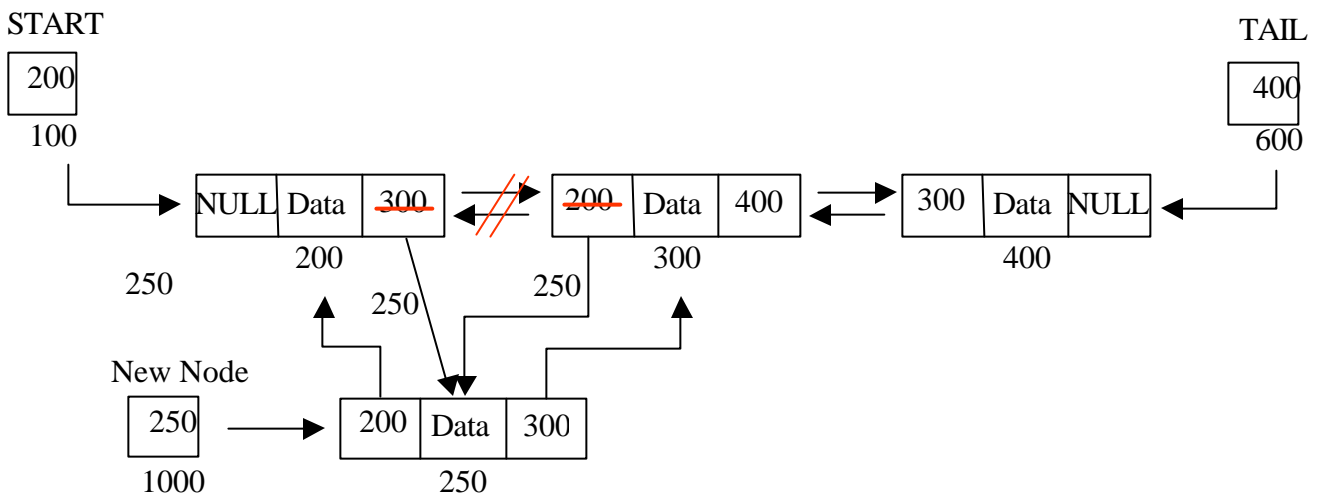 START
TAIL
200
400
100
600
NULL Data 300
200 Data 400
300 Data NULL
200
300
400
250
250
250
New Node
250
200 Data 300
1000
250